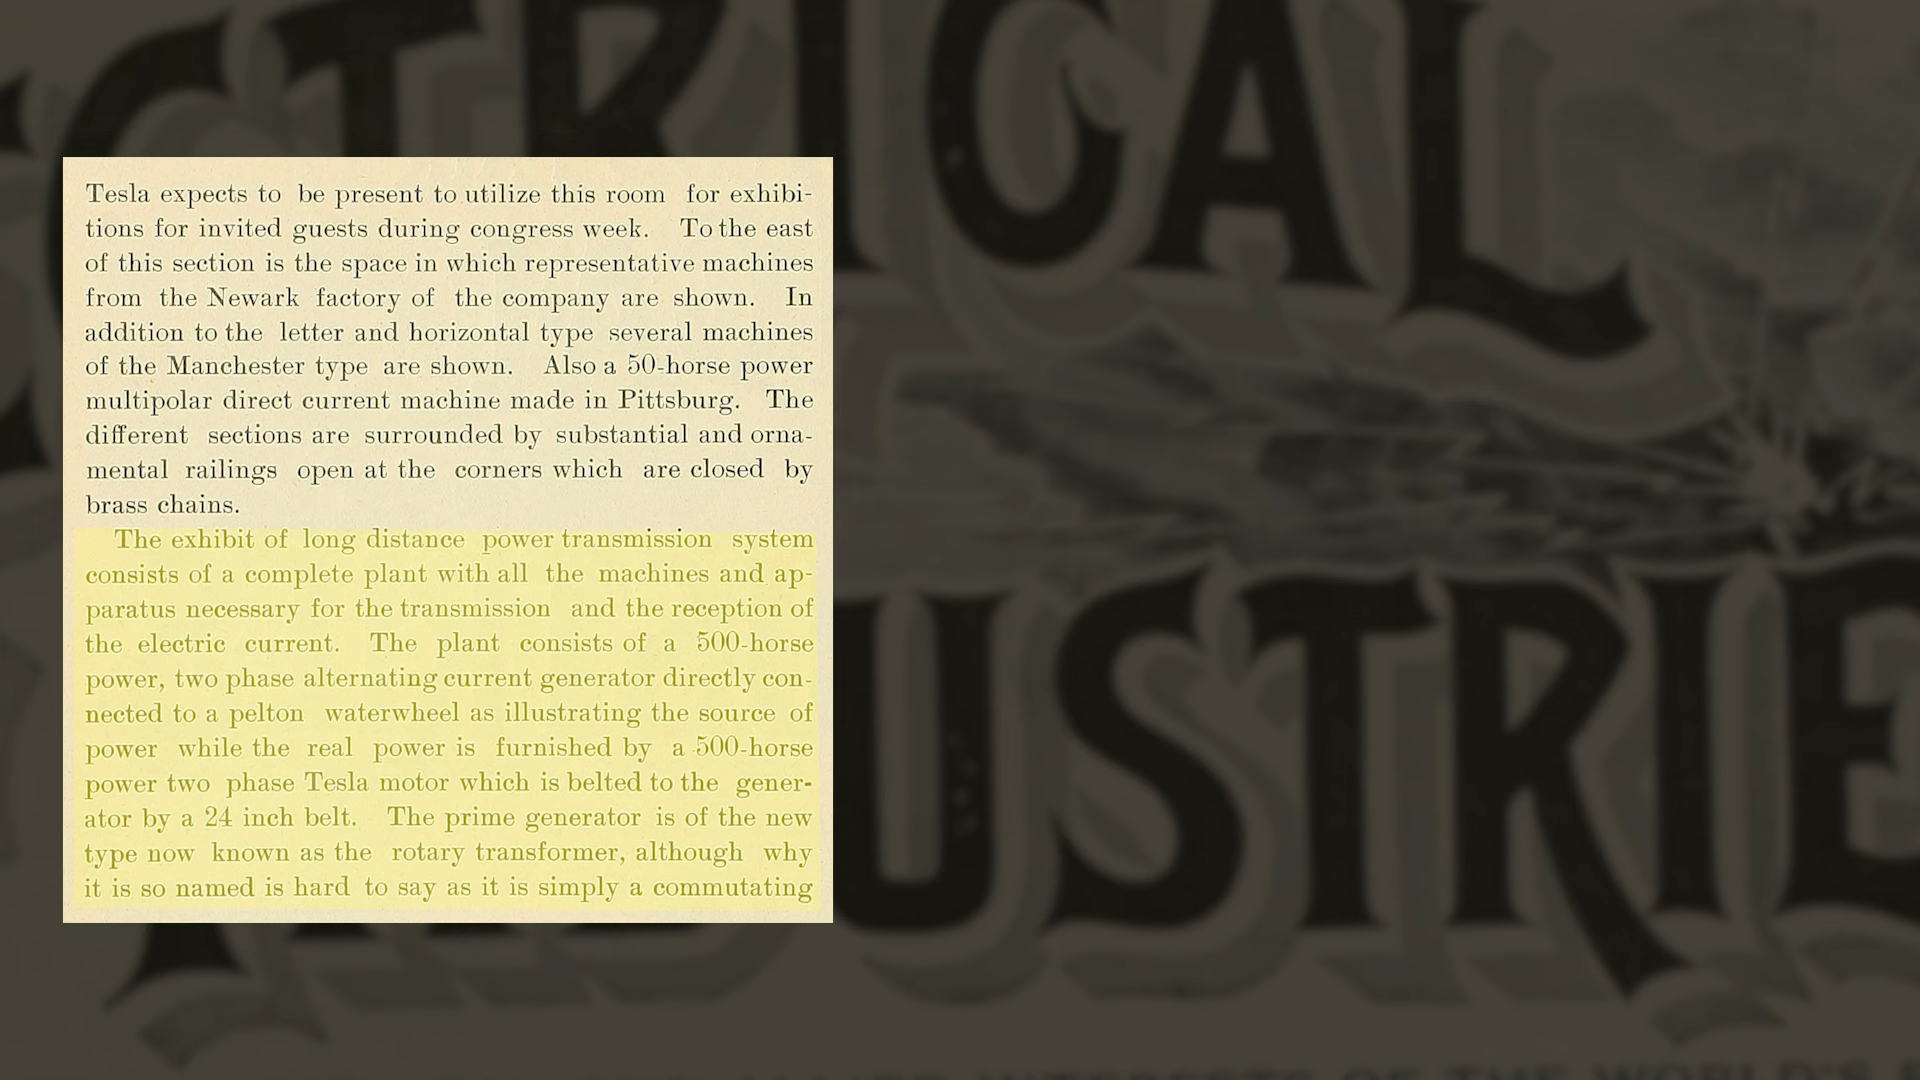 CTRICAL
Tesla expects to be present to utilize this room for exhibi-
tions for invited guests during congress week. To the east
of this section is the space in which representative machines
from the Newark factory of the company are shown. In
addition to the letter and horizontal type several machines
of the Manchester type are shown. Also a 50-horse power
multipolar direct current machine made in Pittsburg. The
different sections are surrounded by substantial and orna-
mental railings open at the corners which are closed by
brass chains.
The exhibit of long distance power transmission system
consists of a complete plant with all the machines and ap-
paratus necessary for the transmission and the reception of
the electric current. The plant consists of a 500-horse
power, two phase alternating current generator directly con-
nected to a pelton waterwheel as illustrating the source of
power while the real power is furnished by a 500-horse
power two phase Tesla motor which is belted to the gener-
ator by a 24 inch belt. The prime generator is of the new
type now known as the rotary transformer, although why
it is so named is hard to say as it is simply a commutating
USTRIE
INTERESTS OF THE WORLD'S